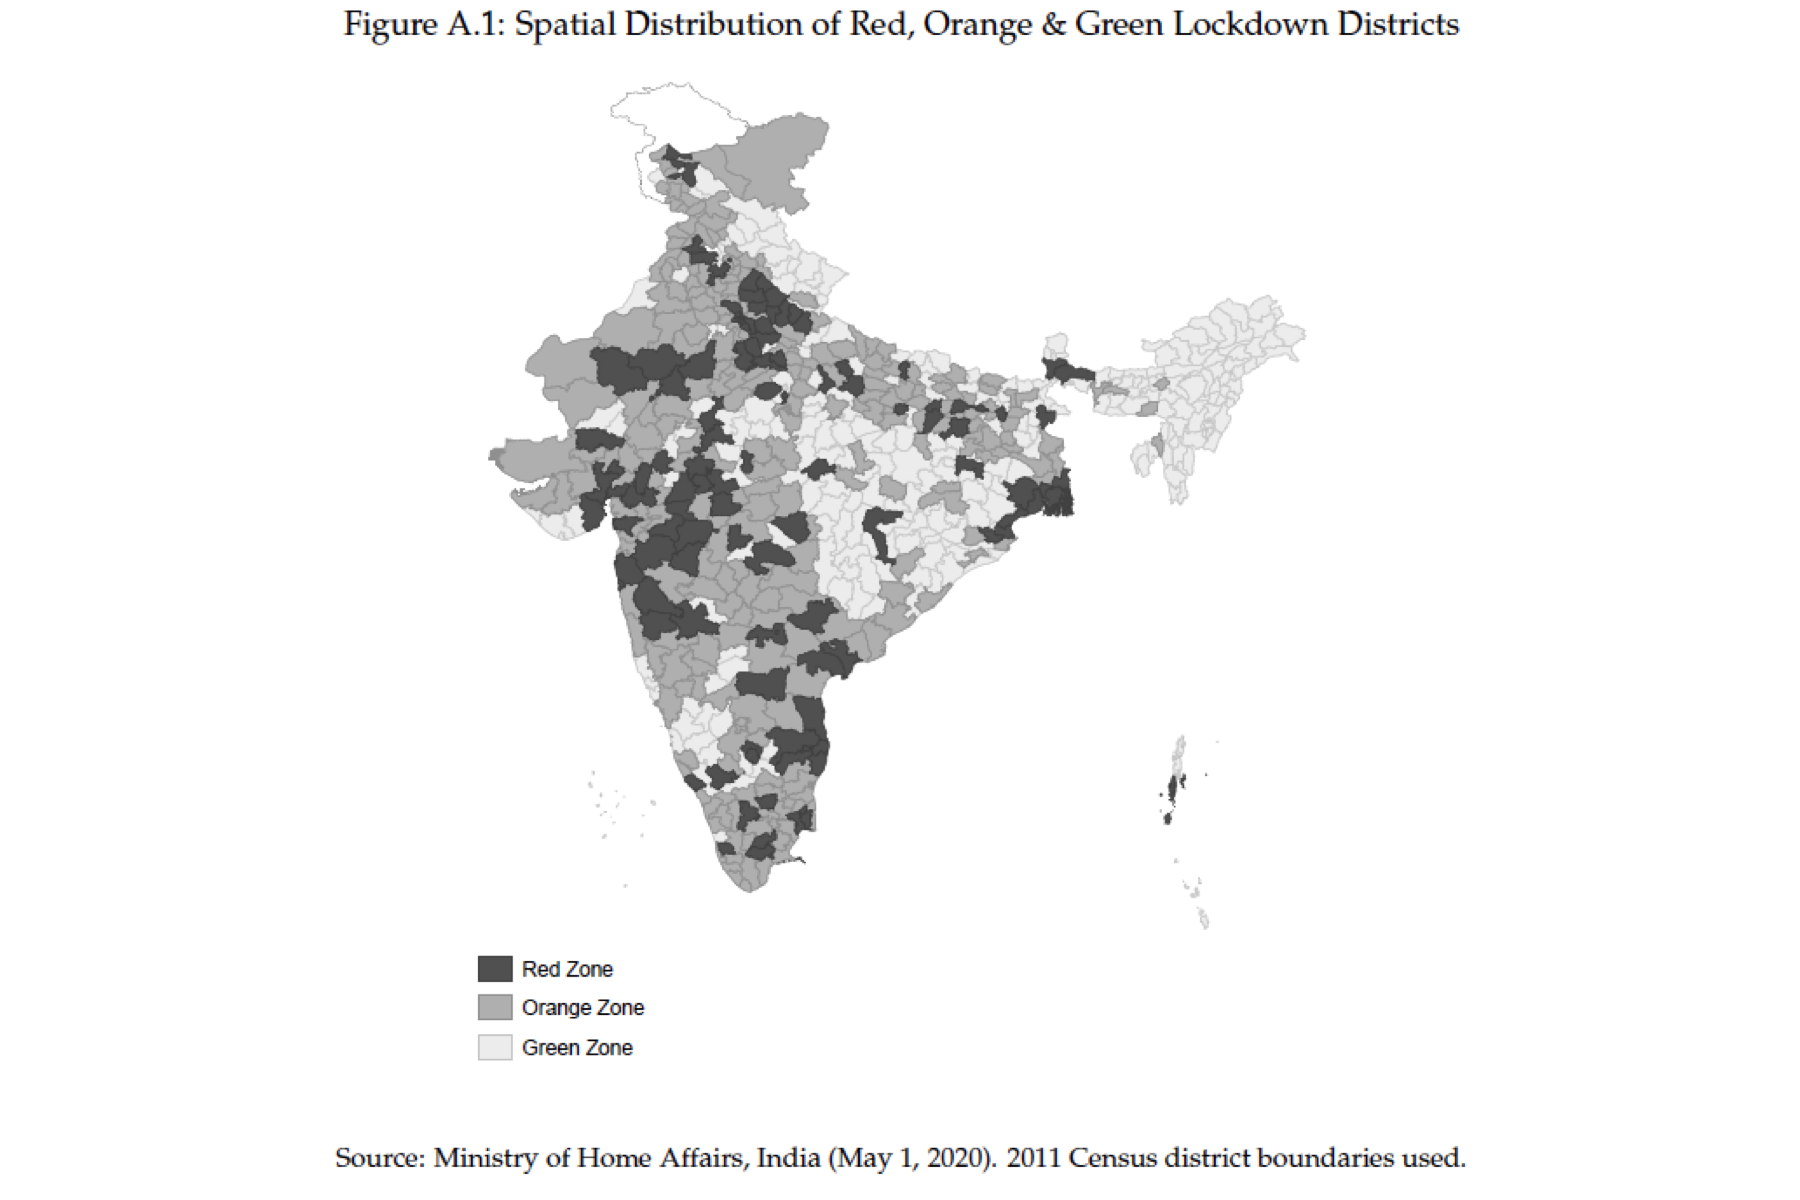 Figure A.1: Spatial Distribution of Red, Orange & Green Lockdown Districts
Red Zone
Orange Zone
Green Zone
Source: Ministry of Home Affairs, India (May 1, 2020). 2011 Census district boundaries used.